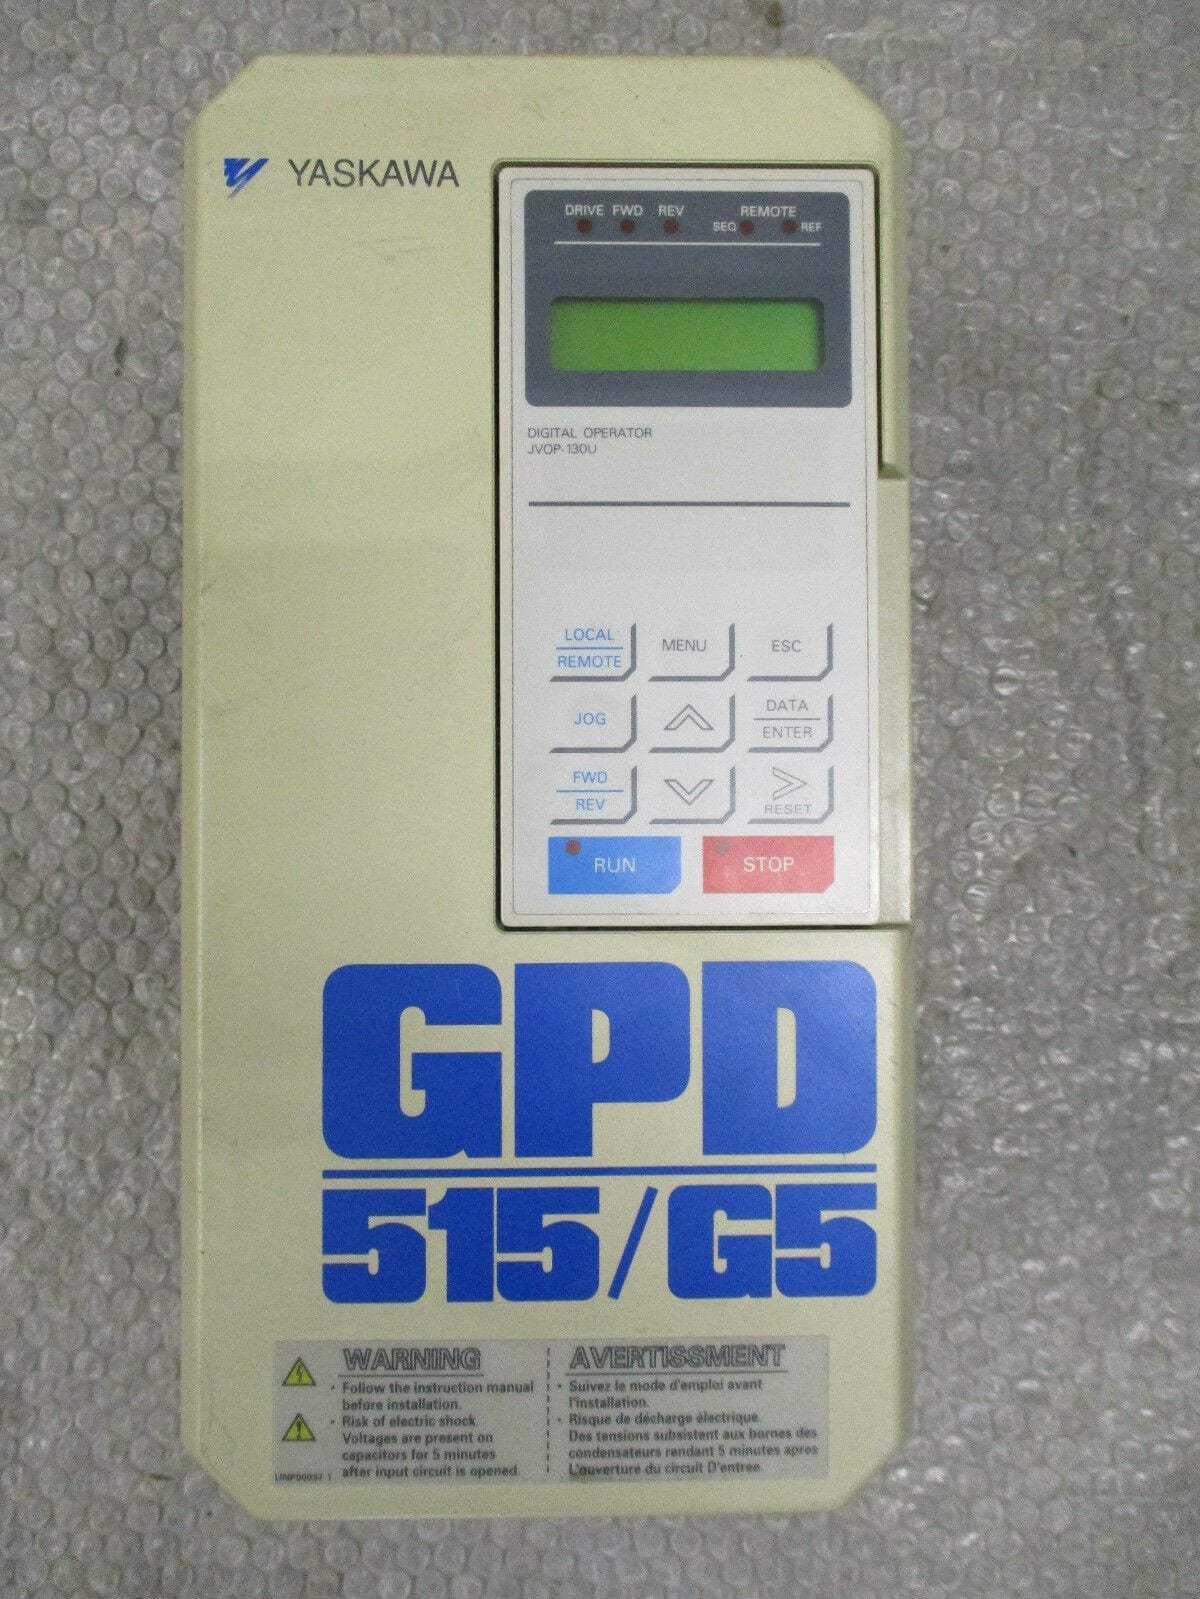 YASKAWA
DRIVE FWD REV REMOTE
SEQ REF
DIGITAL OPERATOR
JVOP-130U
LOCAL
REMOTE
MENU
ESC
JOG
DATA
ENTER
FWD
REV
RESET
RUN
STOP
GPD
515/G5
WARNING
• Follow the instruction manual
before installation.
• Risk of electric shock.
Voltages are present on
capacitors for 5 minutes
after input circuit is opened.
AVERTISSMENT
• Suivez le mode d'emploi avant
l'installation.
• Risque de décharge électrique.
Des tensions subsistent aux bornes des
condensateurs rendant 5 minutes apres
L'ouverture du circuit D'entree.